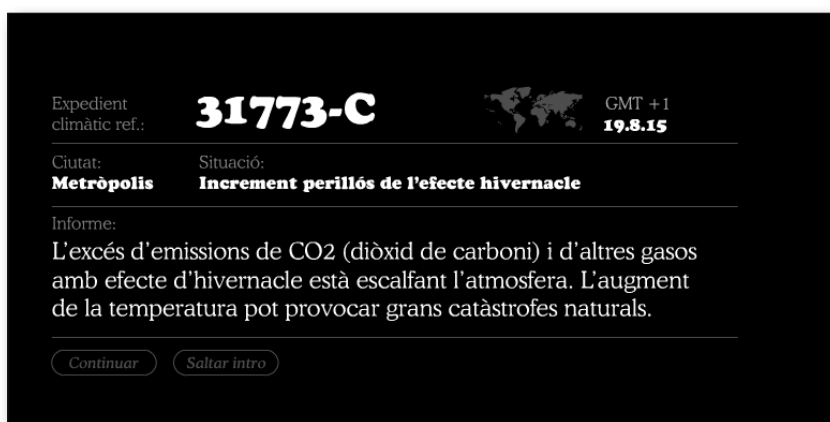 Expedient
climàtic ref.:
31773-C
GMT +1
19.8.15
Ciutat:
Metròpolis
Situació:
Increment perillós de l’efecte hivernacle
Informe:
L’excés d’emissions de CO2 (diòxid de carboni) i d’altres gasos
amb efecte d’hivernacle està escalfant l’atmosfera. L’augment
de la temperatura pot provocar grans catàstrofes naturals.
Continuar
Saltar intro